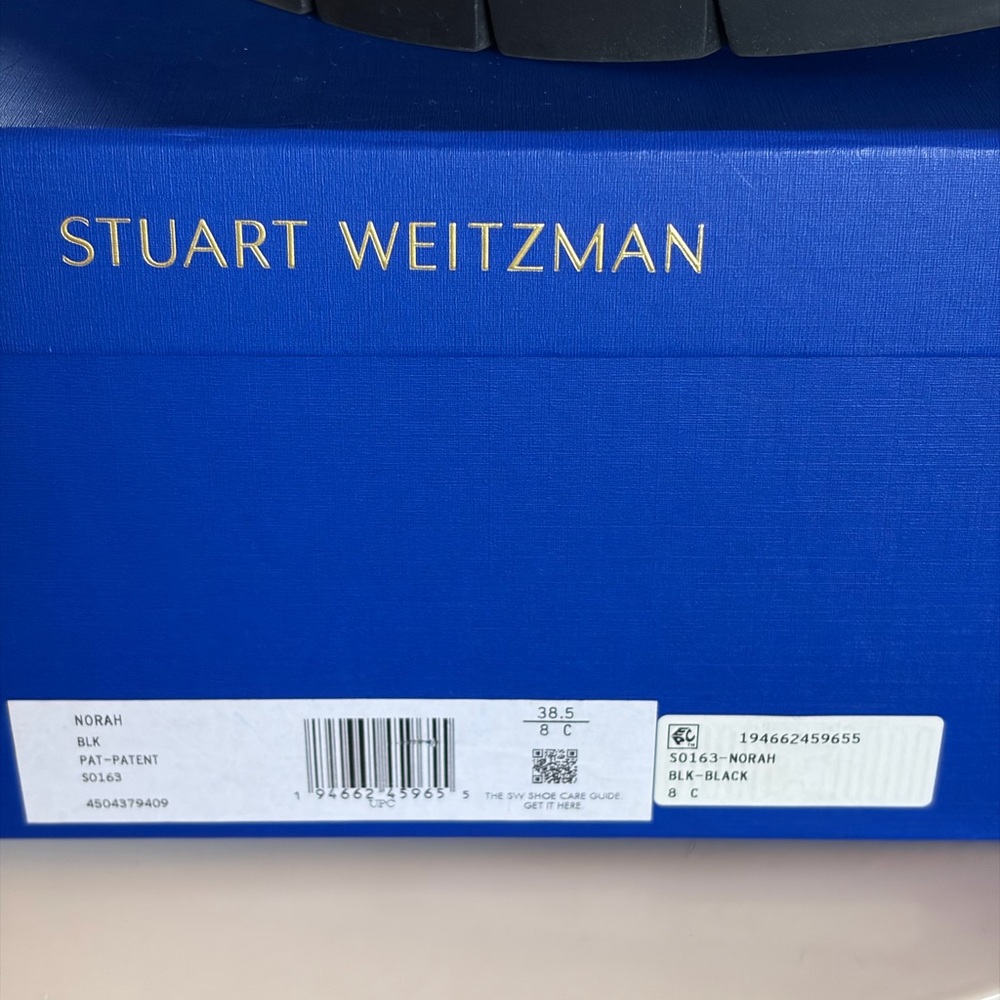 STUART WEITZMAN
NORAH
BLK
PAT-PATENT
S0163
4504379409
1 94662 45965 5
UPC
38.5
8 C
THE SW SHOE CARE GUIDE.
GET IT HERE.
194662459655
S0163-NORAH
BLK-BLACK
8 C